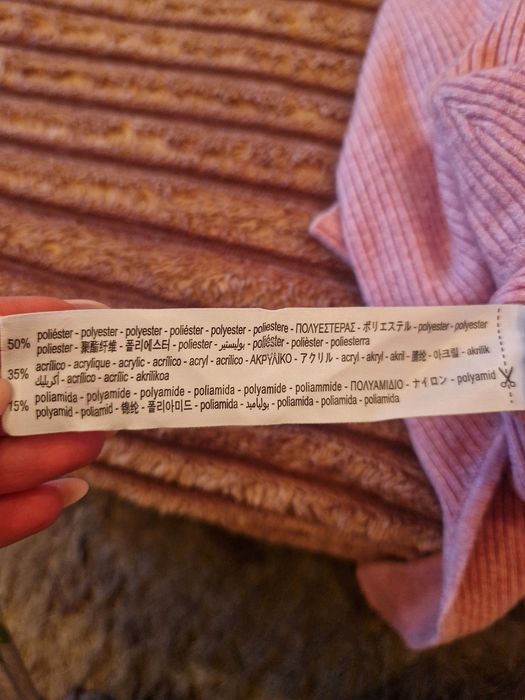 50% poliéster - polyester - polyester - poliéster - polyester - poliestere - ΠΟΛΥΕΣΤΕΡΑΣ - ポリエステル - polyester - polyester
poliester - 聚酯纤维 - 폴리에스터 - poliester - بوليستير - poliéster - polièster - poliesterra
35% acrílico - acrylique - acrylic - acrílico - acryl - acrilico - ΑΚΡΥΛΙΚΟ - アクリル - acryl - akryl - akril - 腈纶 - 아크릴 - akrilik
أكريليك - acrílico - acrílic - akrilikoa
15% poliamida - polyamide - polyamide - poliamida - polyamide - poliammide - ΠΟΛΥΑΜΙΔΙΟ - ナイロン - polyamid
polyamid - poliamid - 锦纶 - 폴리아미드 - poliamida - بولياميد - poliamida - poliamida - poliamida